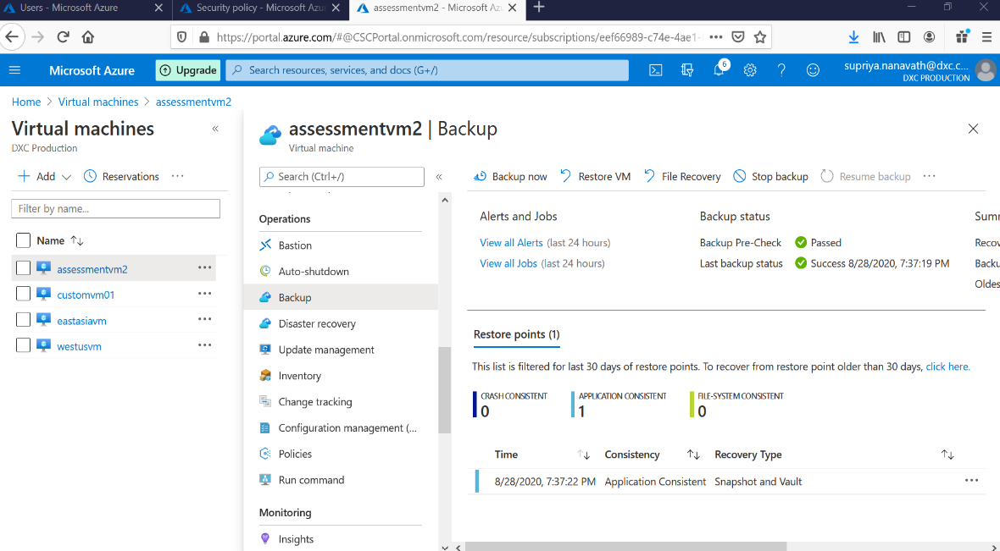 Users - Microsoft Azure
Security policy - Microsoft Azu
assessmentvm2 - Microsoft Az
https://portal.azure.com/#@CSCPortal.onmicrosoft.com/resource/subscriptions/eef66989-c74e-4ae1-
Microsoft Azure
Upgrade
Search resources, services, and docs (G+/)
6
supriya.nanavath@dxc.c...
DXC PRODUCTION
Home > Virtual machines > assessmentvm2
Virtual machines
DXC Production
Add
Reservations
Filter by name...
Name
assessmentvm2
customvm01
eastasiavm
westusvm
assessmentvm2 | Backup
Virtual machine
Search (Ctrl+/)
Operations
Bastion
Auto-shutdown
Backup
Disaster recovery
Update management
Inventory
Change tracking
Configuration management (...
Policies
Run command
Monitoring
Insights
Backup now
Restore VM
File Recovery
Stop backup
Resume backup
Alerts and Jobs
View all Alerts (last 24 hours)
View all Jobs (last 24 hours)
Backup status
Backup Pre-Check Passed
Last backup status Success 8/28/2020, 7:37:19 PM
Sumr
Recov
Backu
Oldes
Restore points (1)
This list is filtered for last 30 days of restore points. To recover from restore point older than 30 days, click here.
CRASH CONSISTENT
0
APPLICATION CONSISTENT
1
FILE-SYSTEM CONSISTENT
0
Time Consistency Recovery Type
8/28/2020, 7:37:22 PM Application Consistent Snapshot and Vault